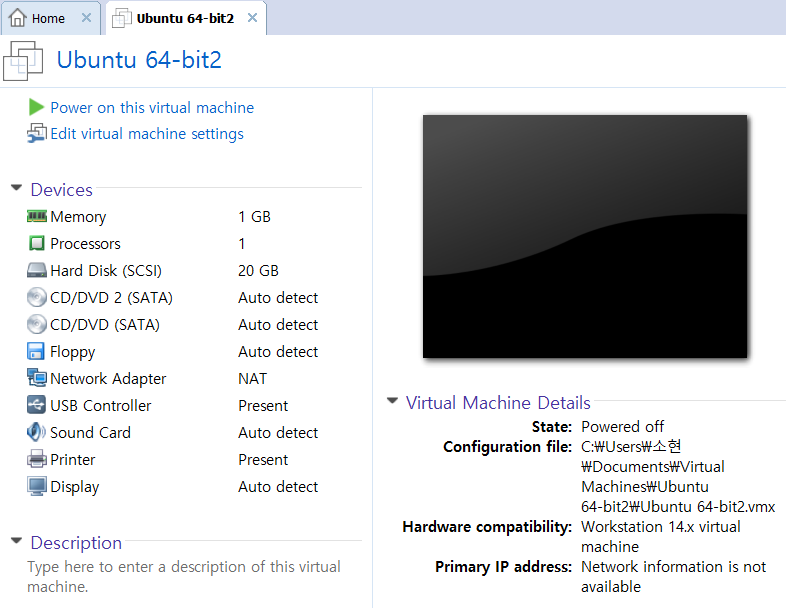 Home
Ubuntu 64-bit2
Ubuntu 64-bit2
Power on this virtual machine
Edit virtual machine settings
Devices
Memory 1 GB
Processors 1
Hard Disk (SCSI) 20 GB
CD/DVD 2 (SATA) Auto detect
CD/DVD (SATA) Auto detect
Floppy Auto detect
Network Adapter NAT
USB Controller Present
Sound Card Auto detect
Printer Present
Display Auto detect
Description
Type here to enter a description of this virtual
machine.
Virtual Machine Details
State: Powered off
Configuration file: C:₩Users₩소현
₩Documents₩Virtual
Machines₩Ubuntu
64-bit2₩Ubuntu 64-bit2.vmx
Hardware compatibility: Workstation 14.x virtual
machine
Primary IP address: Network information is not
available